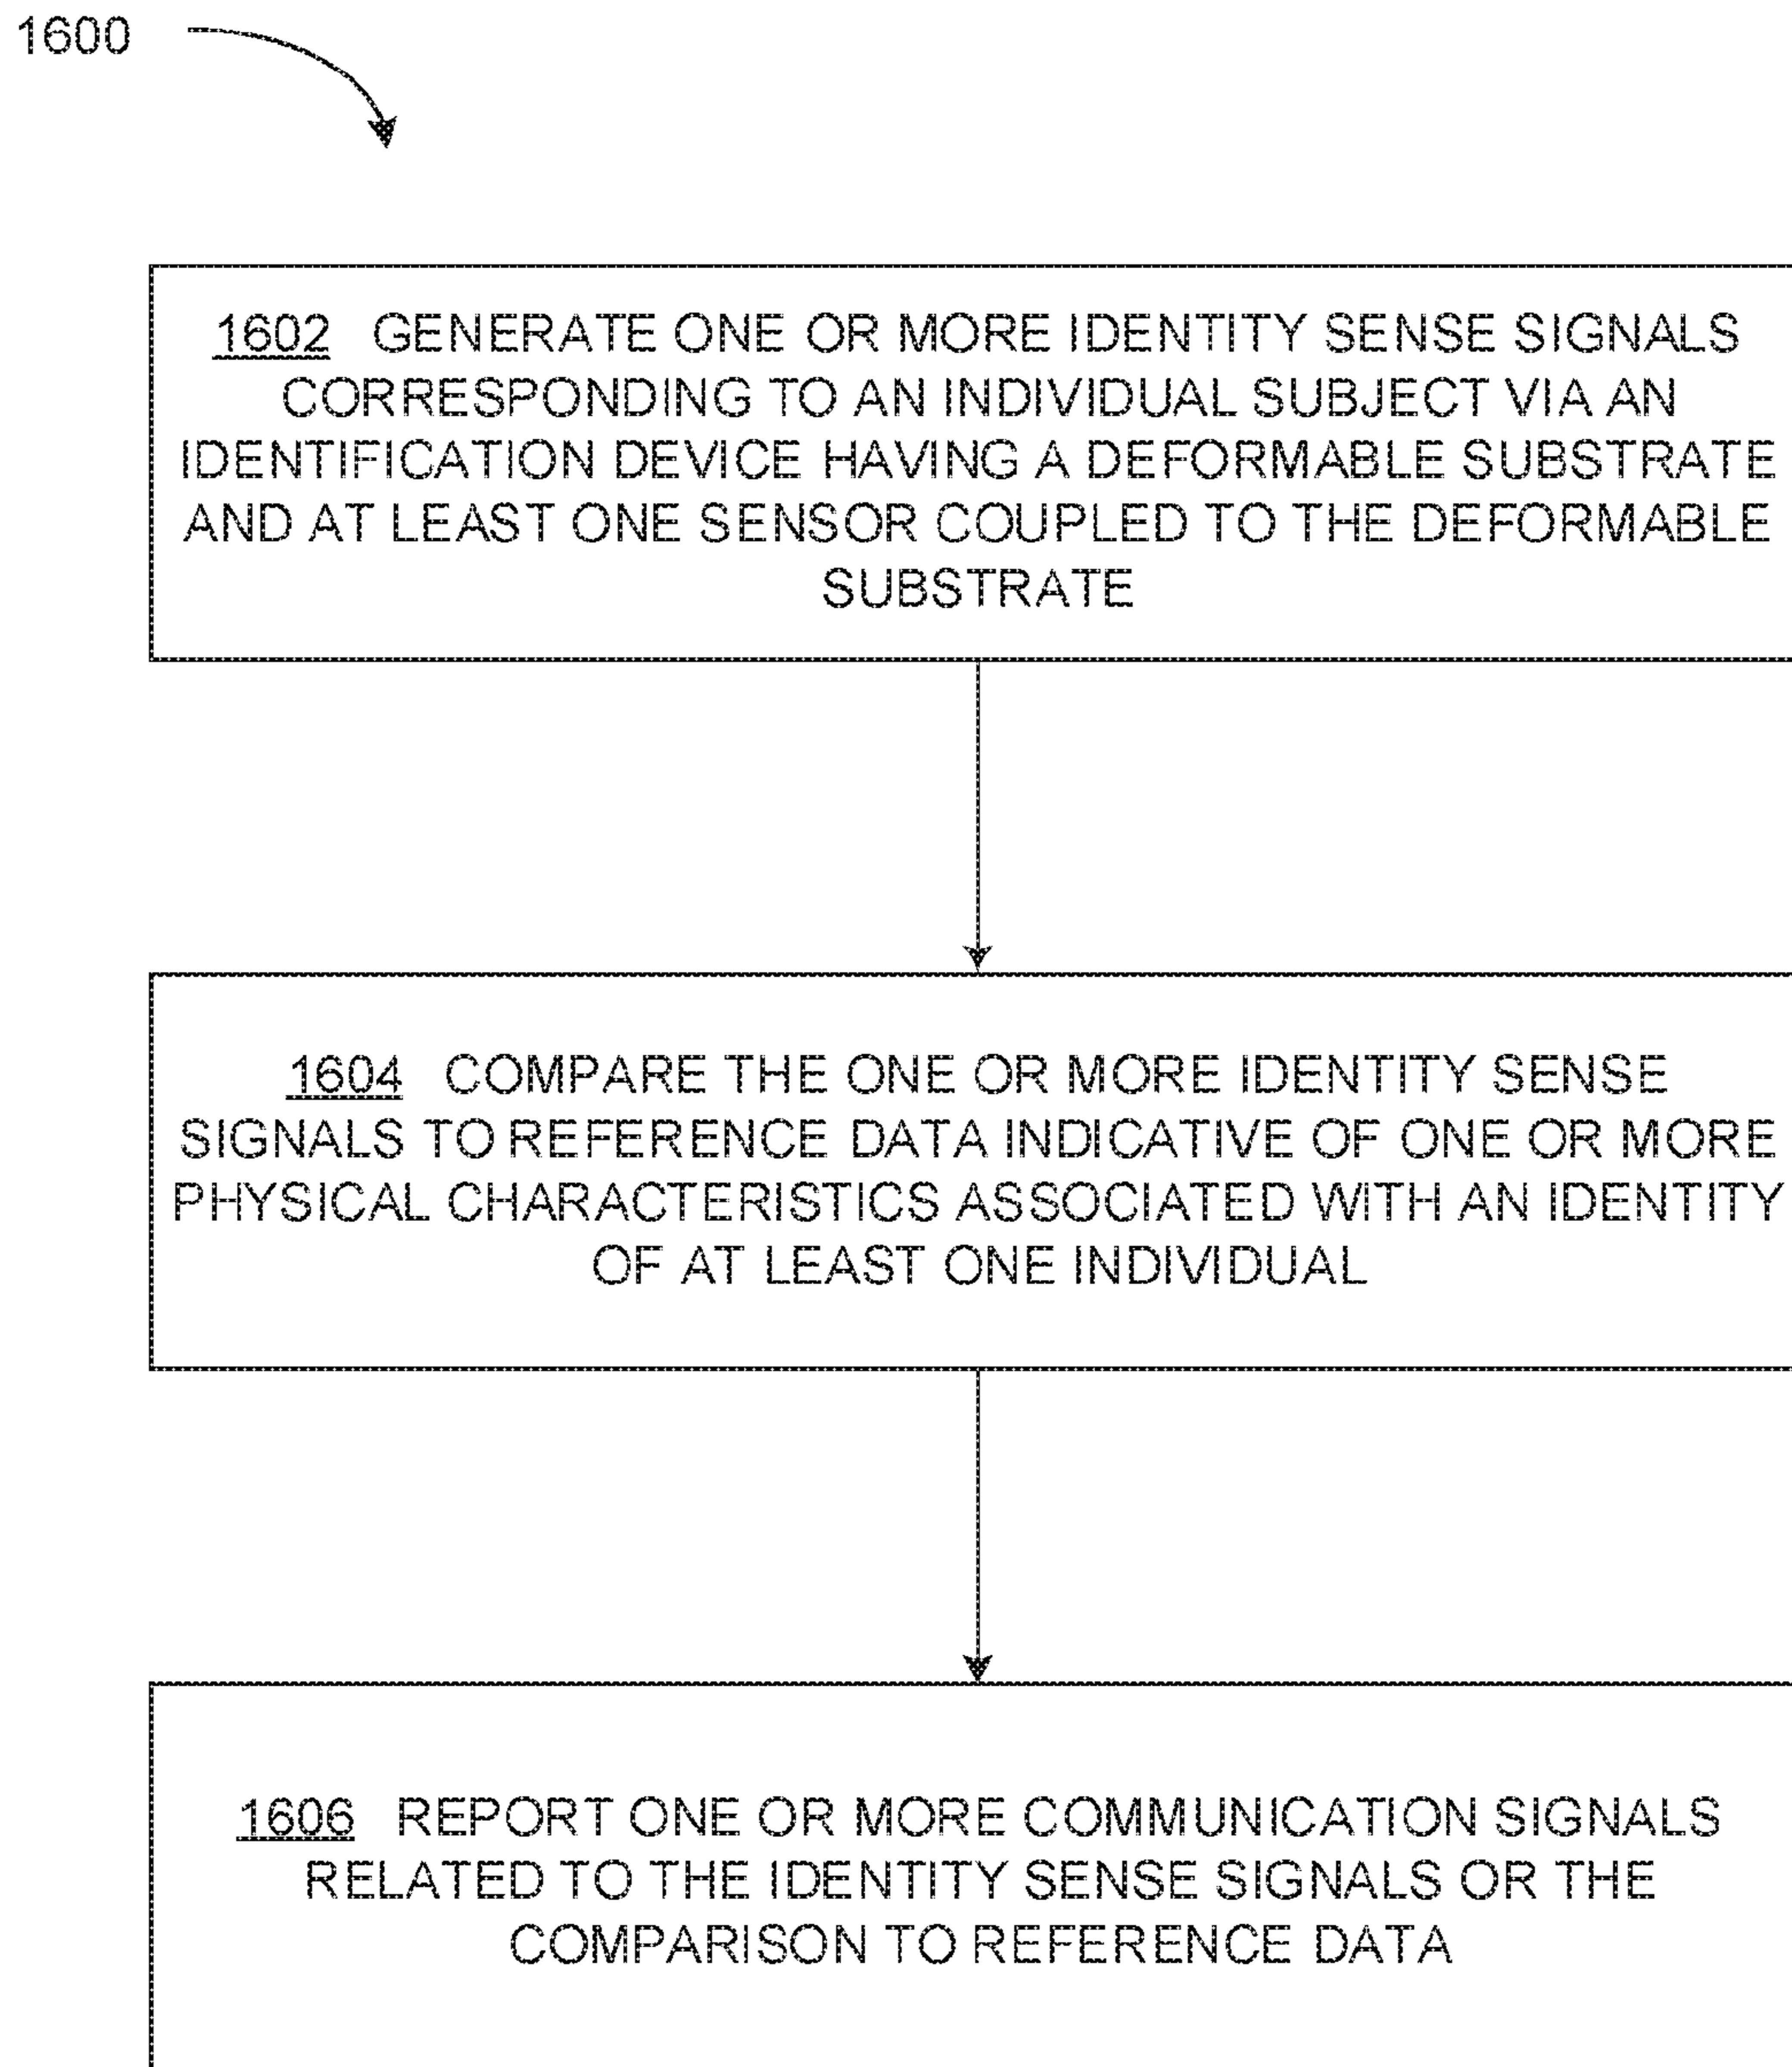 1600
1602 GENERATE ONE OR MORE IDENTITY SENSE SIGNALS
CORRESPONDING TO AN INDIVIDUAL SUBJECT VIA AN
IDENTIFICATION DEVICE HAVING A DEFORMABLE SUBSTRATE
AND AT LEAST ONE SENSOR COUPLED TO THE DEFORMABLE
SUBSTRATE
1604 COMPARE THE ONE OR MORE IDENTITY SENSE
SIGNALS TO REFERENCE DATA INDICATIVE OF ONE OR MORE
PHYSICAL CHARACTERISTICS ASSOCIATED WITH AN IDENTITY
OF AT LEAST ONE INDIVIDUAL
1606 REPORT ONE OR MORE COMMUNICATION SIGNALS
RELATED TO THE IDENTITY SENSE SIGNALS OR THE
COMPARISON TO REFERENCE DATA